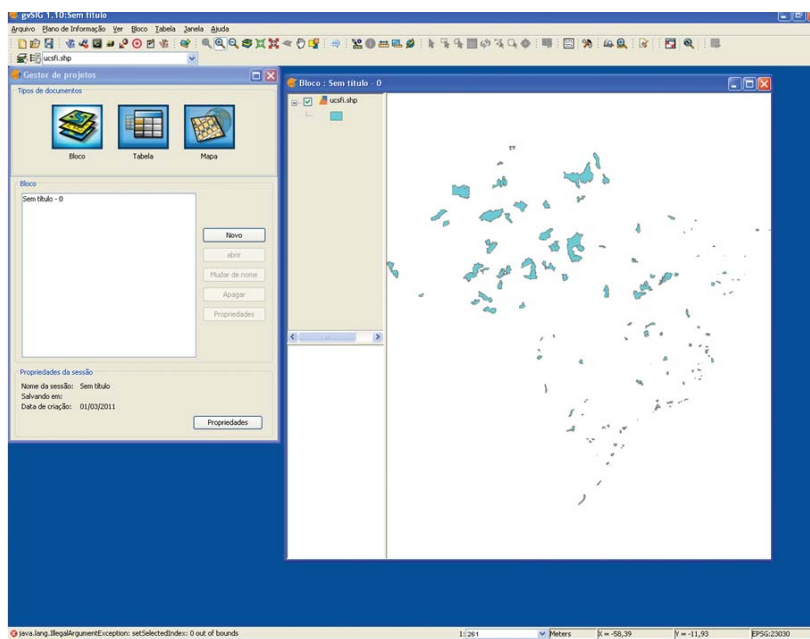 gvSIG 1.10:Sem título
Arquivo Plano de Informação Ver Bloco Tabela Janela Ajuda
ucsfi.shp
Gestor de projetos
Tipos de documentos
Bloco Tabela Mapa
Bloco
Sem título - 0
Novo
abrir
Mudar de nome
Apagar
Propriedades
Propriedades da sessão
Nome da sessão: Sem título
Salvando em:
Data de criação: 01/03/2011
Propriedades
Bloco : Sem título - 0
ucsfi.shp
java.lang.IllegalArgumentException: setSelectedIndex: 0 out of bounds
1: 261 Meters X = -58,39 Y = -11,93 EPSG:23030